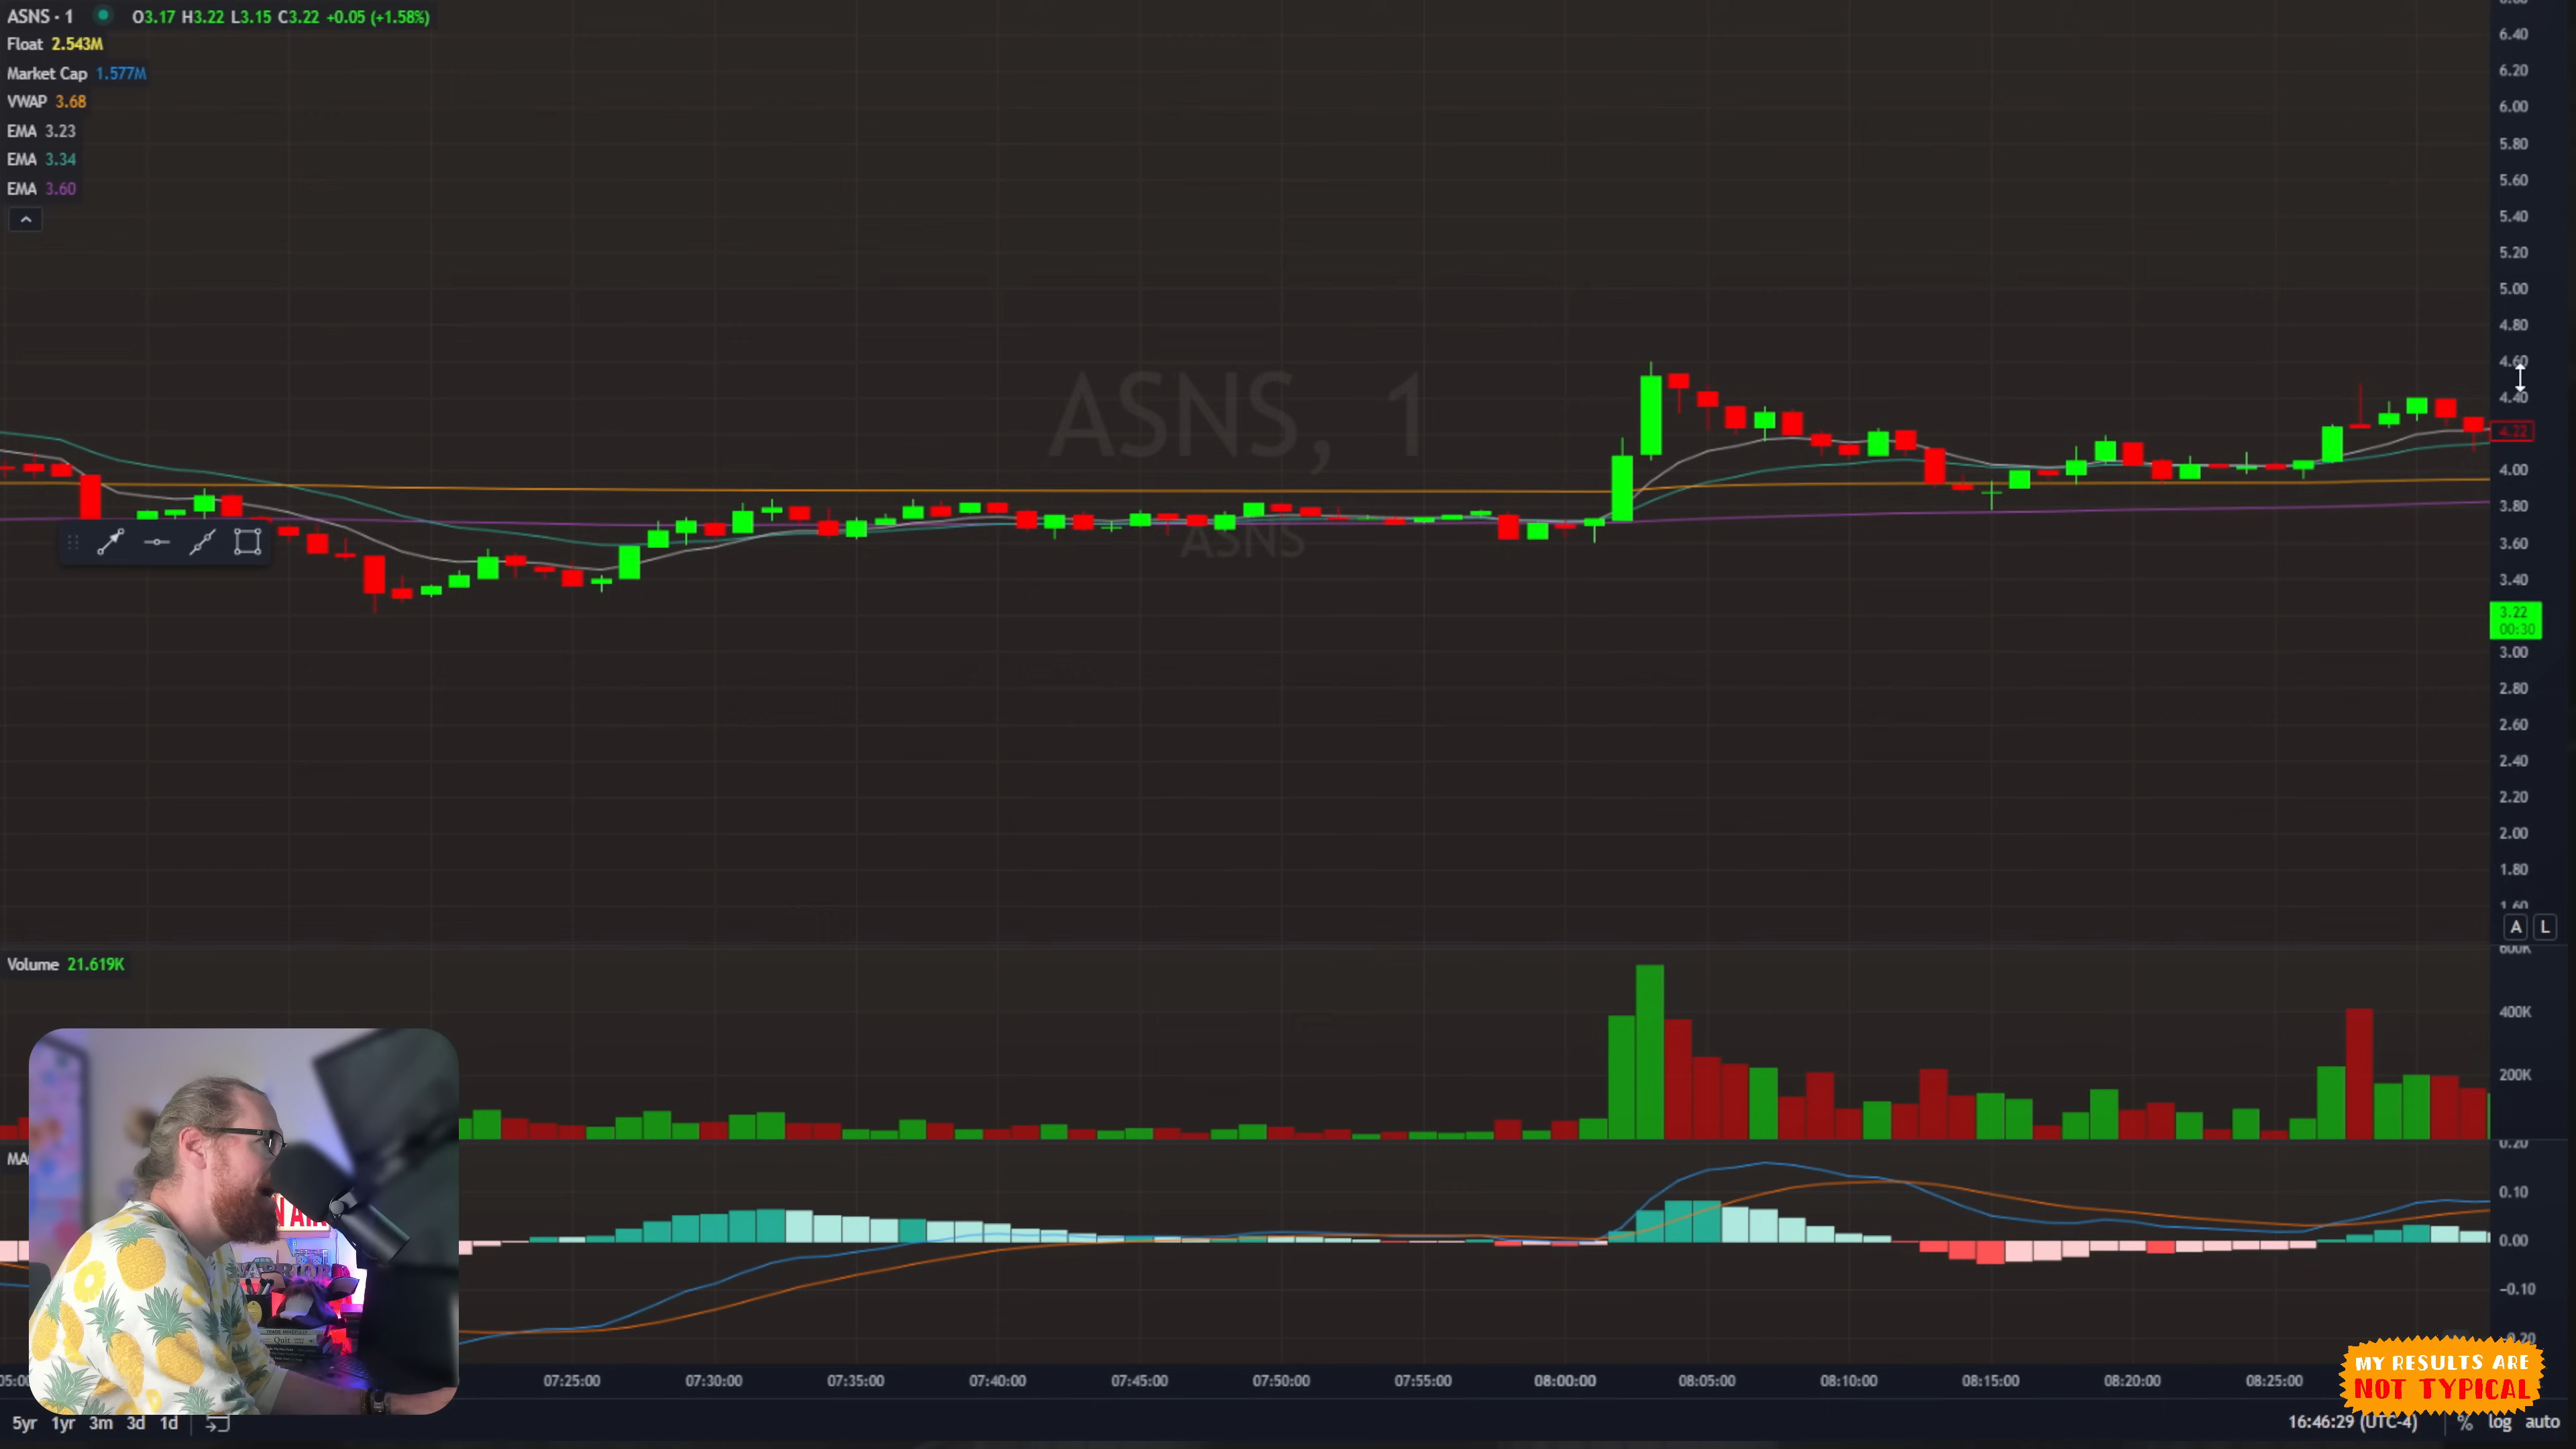 ASNS · 1 O3.17 H3.22 L3.15 C3.22 +0.05 (+1.58%)
Float 2.543M
Market Cap 1.577M
VWAP 3.68
EMA 3.23
EMA 3.34
EMA 3.60
ASNS, 1
ASNS
6.40
6.20
6.00
5.80
5.60
5.40
5.20
5.00
4.80
4.60
4.40
4.22
4.00
3.80
3.60
3.40
3.22
00:30
3.00
2.80
2.60
2.40
2.20
2.00
1.80
1.60
A L
Volume 21.619K
600K
400K
200K
MA
0.20
0.10
0.00
-0.10
-0.20
N AIR
WARRIOR
Quit
MY RESULTS ARE
NOT TYPICAL
07:25:00 07:30:00 07:35:00 07:40:00 07:45:00 07:50:00 07:55:00 08:00:00 08:05:00 08:10:00 08:15:00 08:20:00 08:25:00
5yr 1yr 3m 3d 1d
16:46:29 (UTC-4) % log auto